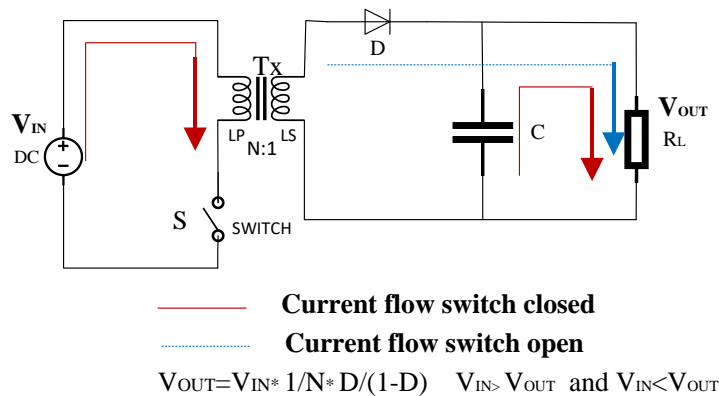 D
Tx
VIN
DC
LP
LS
N:1
C
VOUT
RL
S
SWITCH
Current flow switch closed
Current flow switch open
VOUT=VIN* 1/N* D/(1-D) VIN> VOUT and VIN<VOUT